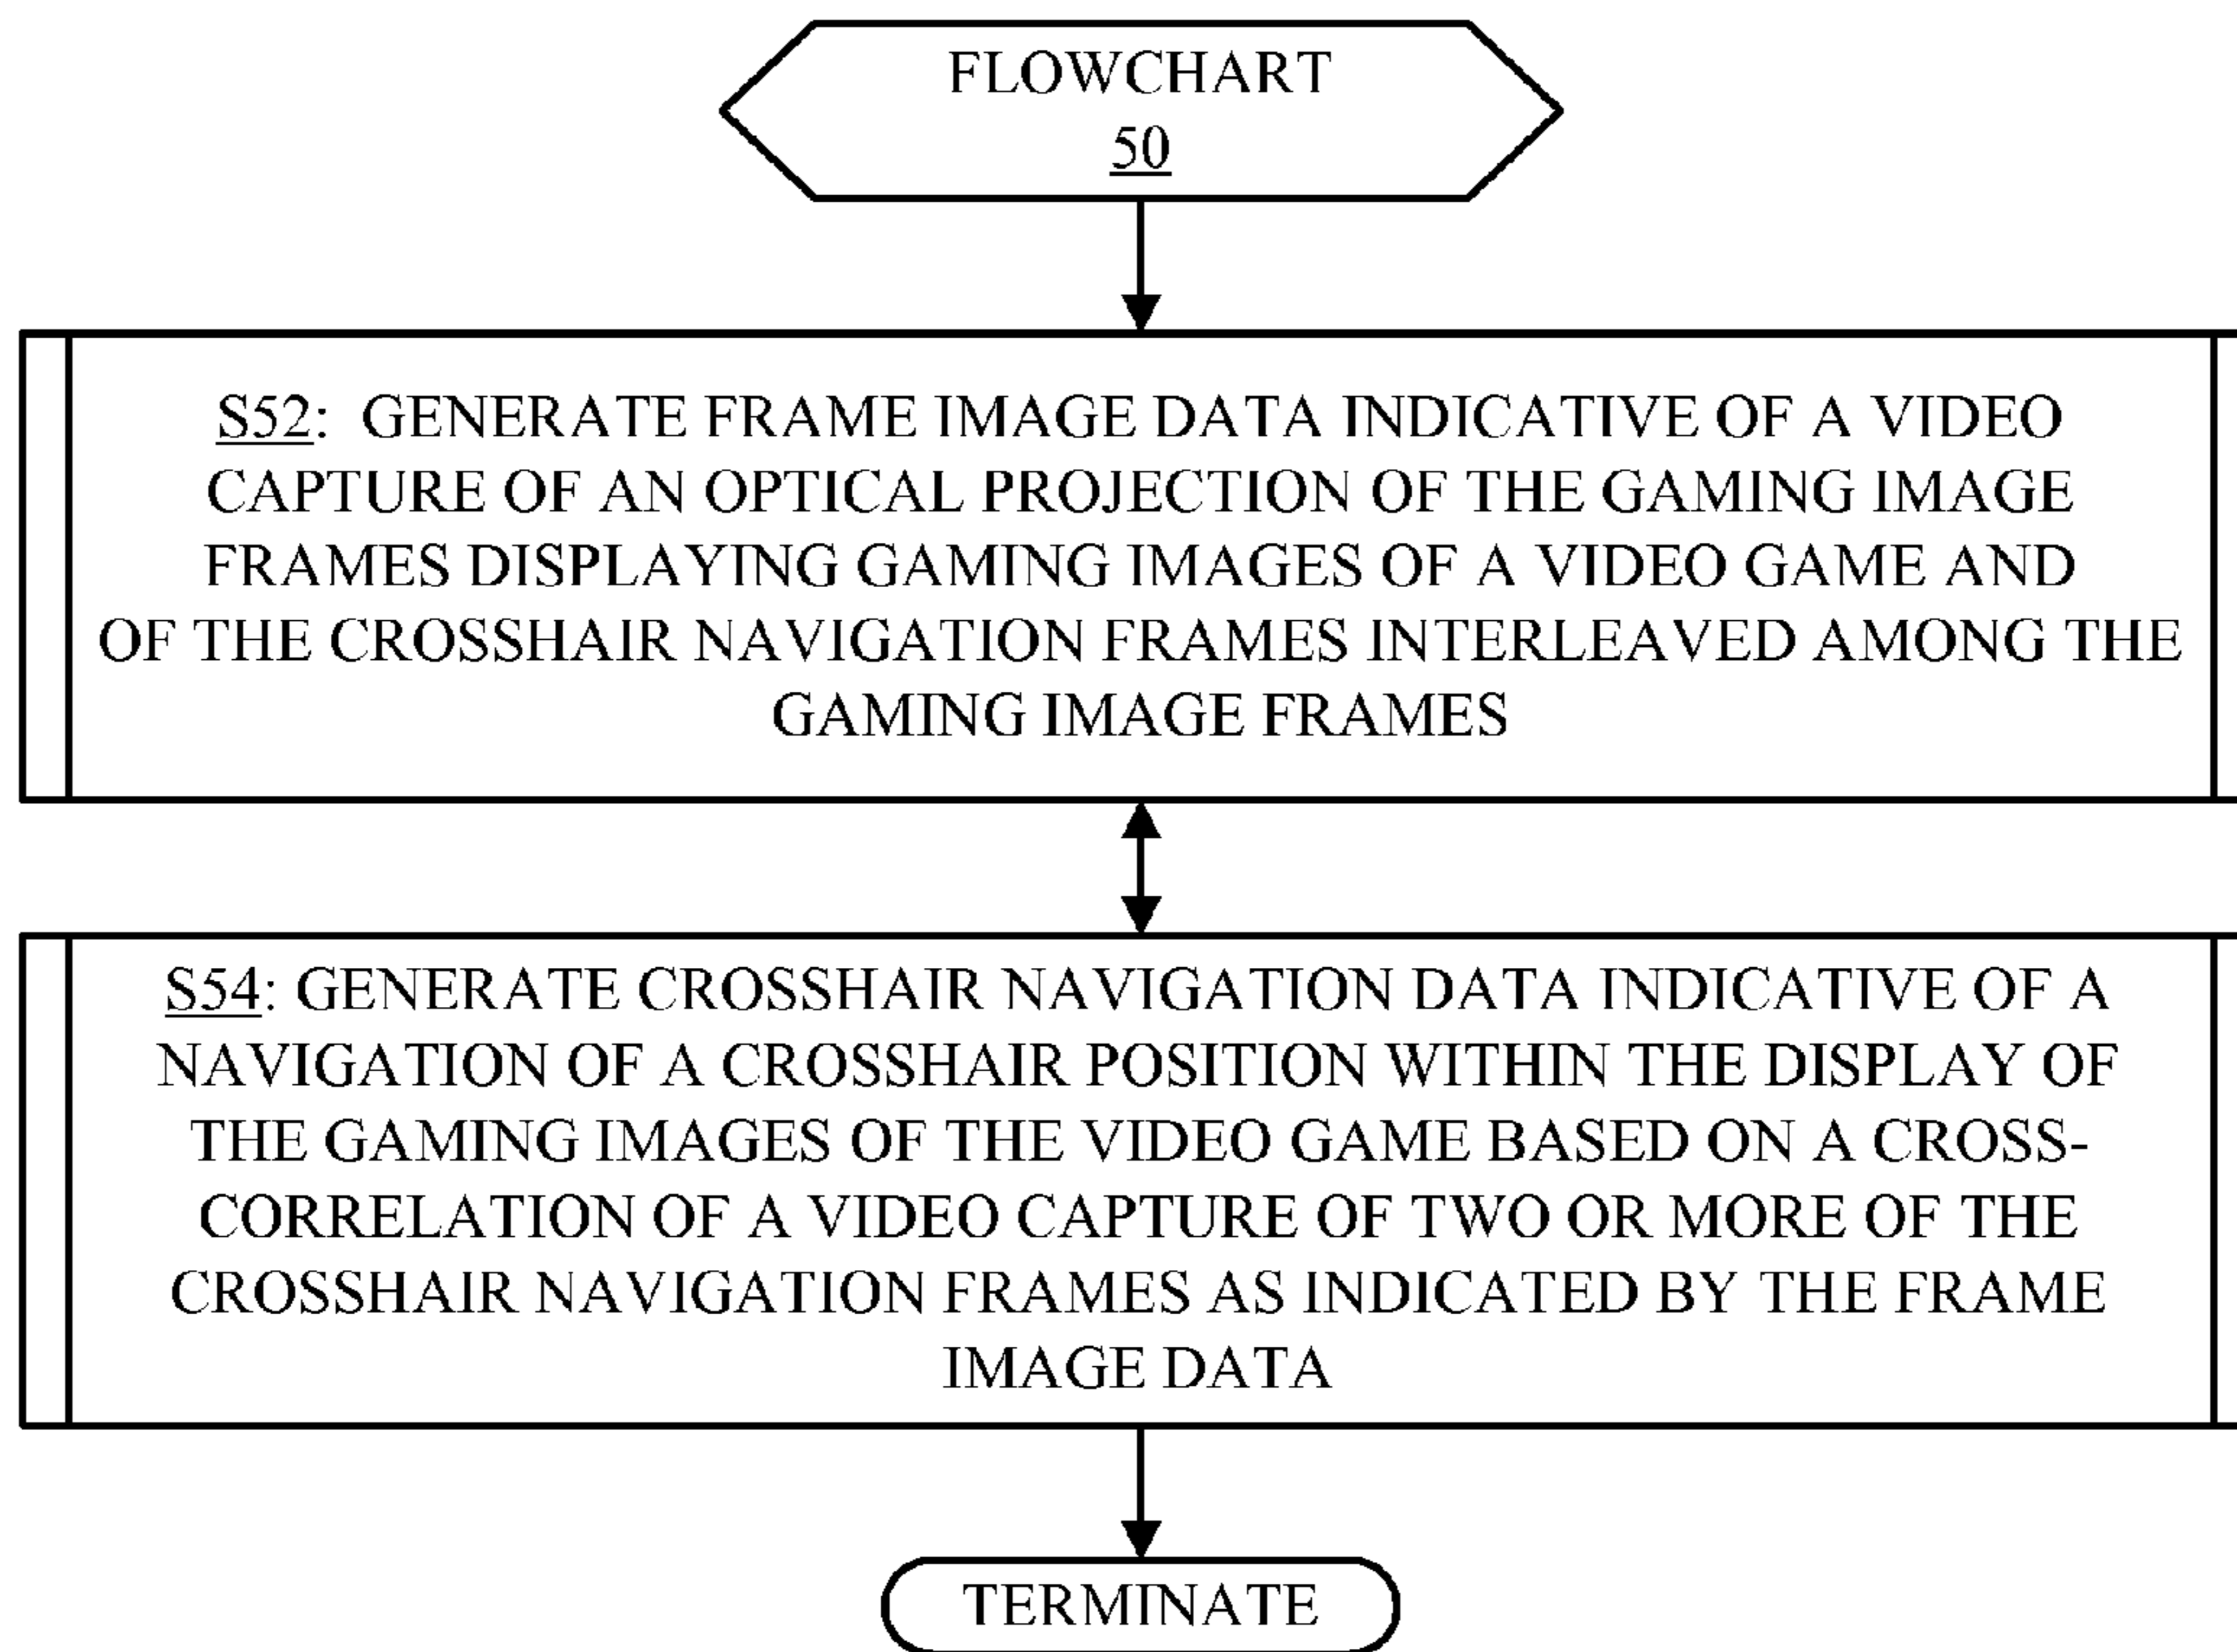 FLOWCHART
50
S52: GENERATE FRAME IMAGE DATA INDICATIVE OF A VIDEO
CAPTURE OF AN OPTICAL PROJECTION OF THE GAMING IMAGE
FRAMES DISPLAYING GAMING IMAGES OF A VIDEO GAME AND
OF THE CROSSHAIR NAVIGATION FRAMES INTERLEAVED AMONG THE
GAMING IMAGE FRAMES
S54: GENERATE CROSSHAIR NAVIGATION DATA INDICATIVE OF A
NAVIGATION OF A CROSSHAIR POSITION WITHIN THE DISPLAY OF
THE GAMING IMAGES OF THE VIDEO GAME BASED ON A CROSS-
CORRELATION OF A VIDEO CAPTURE OF TWO OR MORE OF THE
CROSSHAIR NAVIGATION FRAMES AS INDICATED BY THE FRAME
IMAGE DATA
TERMINATE